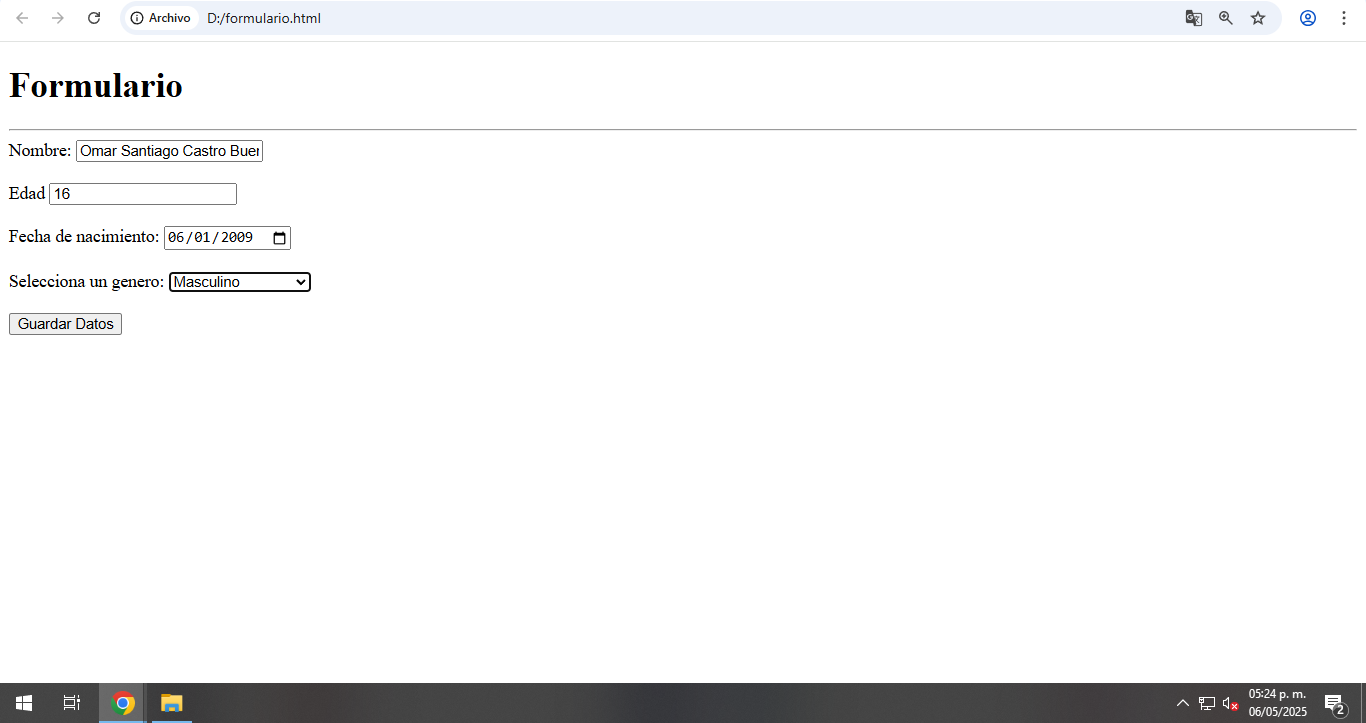 Archivo D:/formulario.html
Formulario
Nombre: Omar Santiago Castro Buer
Edad 16
Fecha de nacimiento: 06/01/2009
Selecciona un genero: Masculino
Guardar Datos
05:24 p. m.
06/05/2025
2